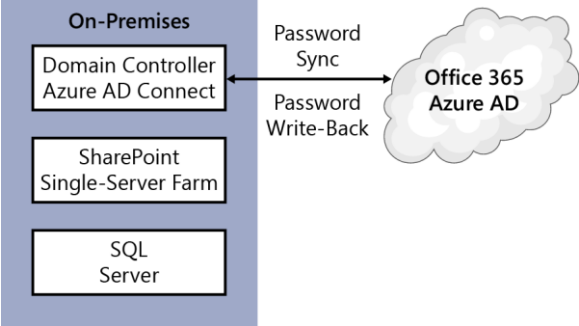 On-Premises
Domain Controller
Azure AD Connect
SharePoint
Single-Server Farm
SQL
Server
Password
Sync
Password
Write-Back
Office 365
Azure AD